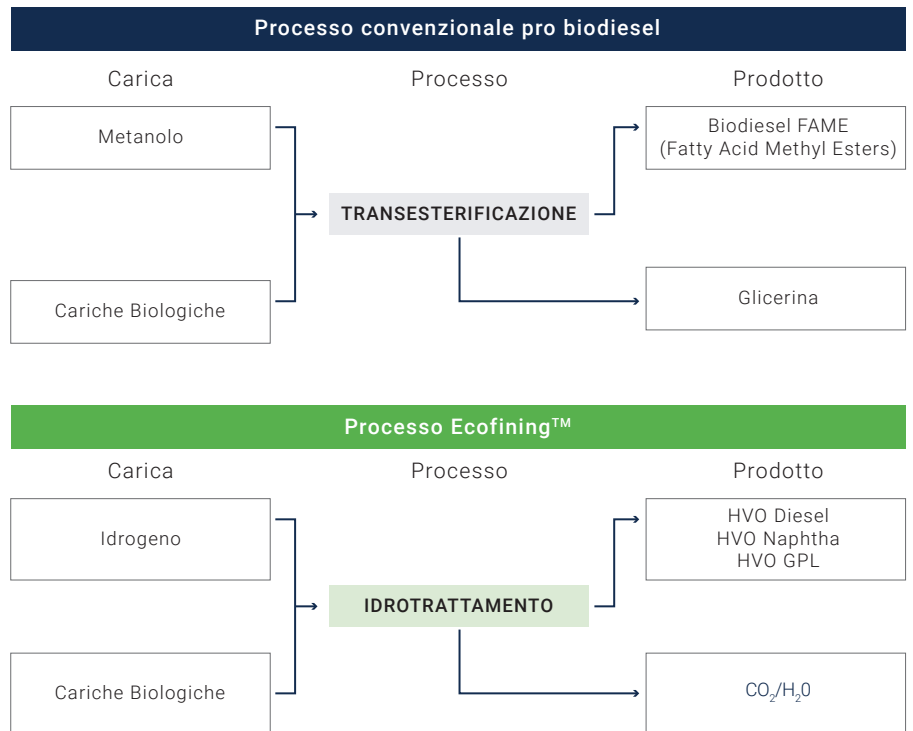 Processo convenzionale pro biodiesel
Carica
Processo
Prodotto
Metanolo
Biodiesel FAME
(Fatty Acid Methyl Esters)
TRANSESTERIFICAZIONE
Cariche Biologiche
Glicerina
Processo Ecofining™
Carica
Processo
Prodotto
Idrogeno
HVO Diesel
HVO Naphtha
HVO GPL
IDROTRATTAMENTO
Cariche Biologiche
CO₂/H₂0